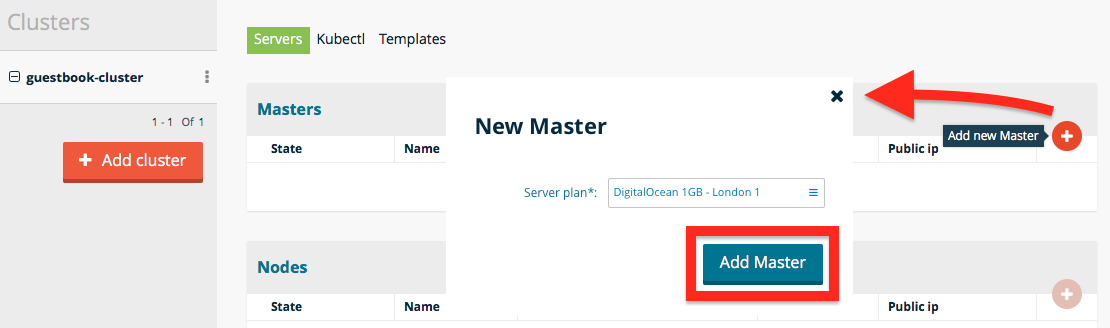 Clusters
guestbook-cluster
1 - 1 Of 1
Add cluster
Servers Kubectl Templates
Masters
Add new Master
State Name Public ip
New Master
Server plan*: DigitalOcean 1GB - London 1
Add Master
Nodes
State Name Public ip